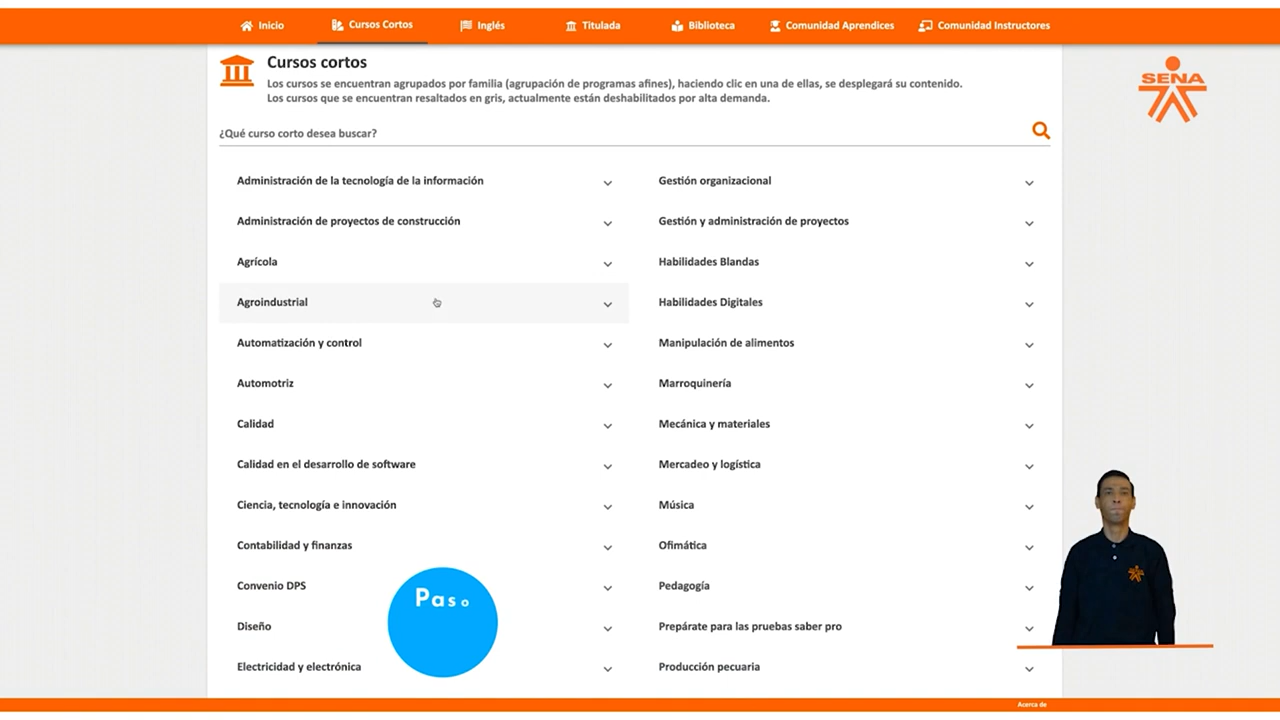 Inicio
Cursos Cortos
Inglés
Titulada
Biblioteca
Comunidad Aprendices
Comunidad Instructores
Cursos cortos
Los cursos se encuentran agrupados por familia (agrupación de programas afines), haciendo clic en una de ellas, se desplegará su contenido.
Los cursos que se encuentran resaltados en gris, actualmente están deshabilitados por alta demanda.
SENA
¿Qué curso corto desea buscar?
Administración de la tecnología de la información
Administración de proyectos de construcción
Agrícola
Agroindustrial
Automatización y control
Automotriz
Calidad
Calidad en el desarrollo de software
Ciencia, tecnología e innovación
Contabilidad y finanzas
Convenio DPS
Diseño
Electricidad y electrónica
Gestión organizacional
Gestión y administración de proyectos
Habilidades Blandas
Habilidades Digitales
Manipulación de alimentos
Marroquinería
Mecánica y materiales
Mercadeo y logística
Música
Ofimática
Pedagogía
Prepárate para las pruebas saber pro
Producción pecuaria
Paso
Acerca de